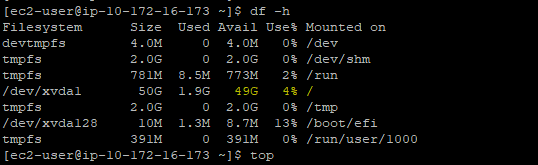 [ec2-user@ip-10-172-16-173 ~]$ df -h
Filesystem      Size  Used Avail Use% Mounted on
devtmpfs        4.0M     0  4.0M   0% /dev
tmpfs           2.0G     0  2.0G   0% /dev/shm
tmpfs           781M  8.5M  773M   2% /run
/dev/xvda1       50G  1.9G   49G   4% /
tmpfs           2.0G     0  2.0G   0% /tmp
/dev/xvda128     10M  1.3M  8.7M  13% /boot/efi
tmpfs           391M     0  391M   0% /run/user/1000
[ec2-user@ip-10-172-16-173 ~]$ top